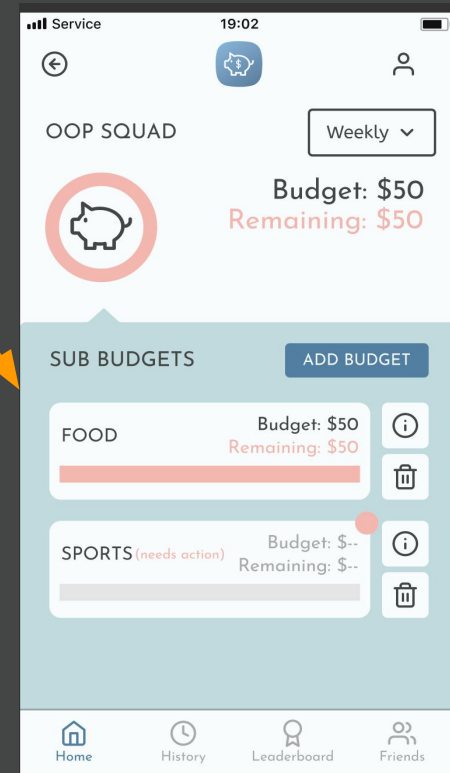 Service 19:02
$
OOP SQUAD
Weekly
Budget: $50
Remaining: $50
SUB BUDGETS
ADD BUDGET
FOOD
Budget: $50
Remaining: $50
SPORTS (needs action)
Budget: $--
Remaining: $--
Home History Leaderboard Friends